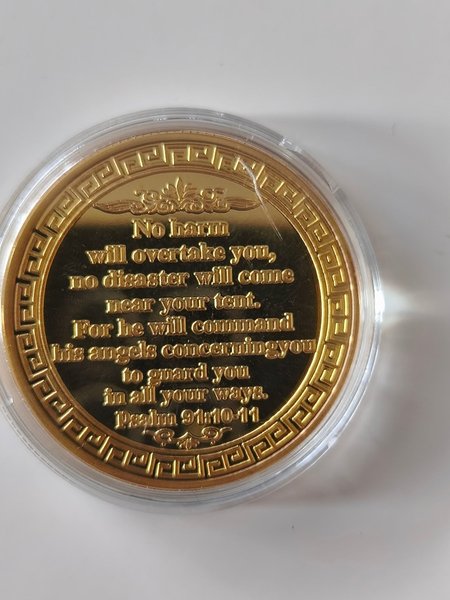 No harm
will overtake you,
no disaster will come
near your tent.
For he will command
his angels concerningyou
to guard you
in all your ways.
Psalm 91:10-11